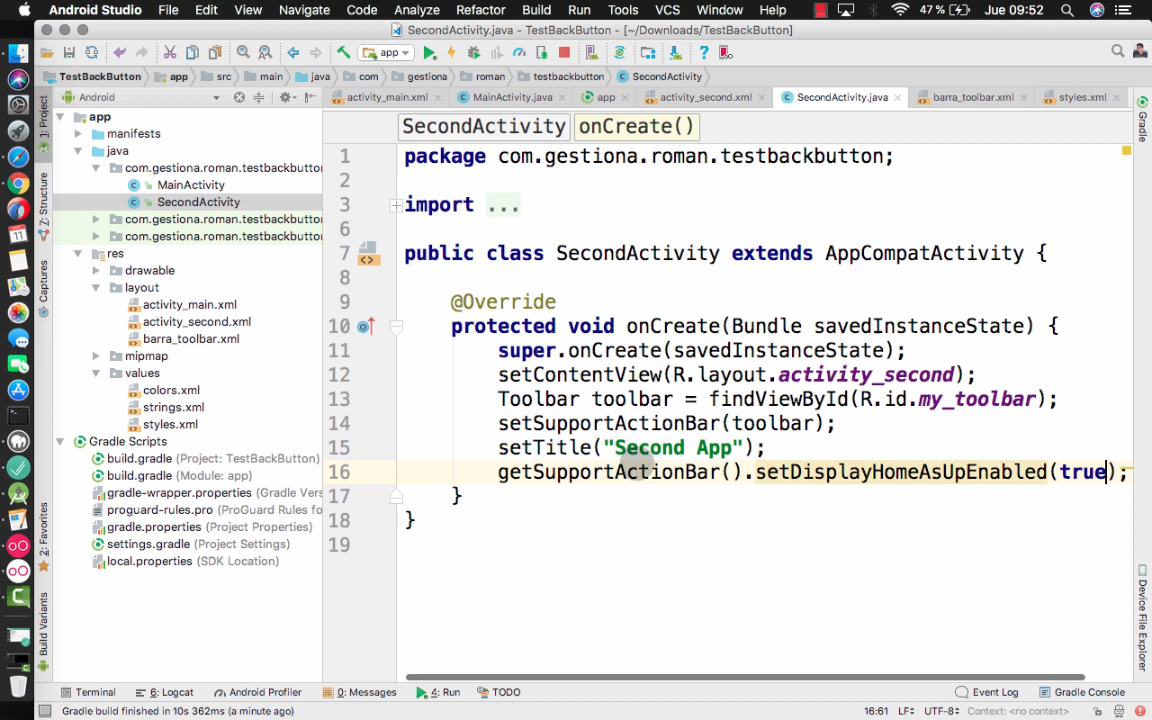 Android Studio File Edit View Navigate Code Analyze Refactor Build Run Tools VCS Window Help 47 % Jue 09:52
SecondActivity.java - TestBackButton - [~/Downloads/TestBackButton]
app
TestBackButton app src main java com gestiona roman testbackbutton SecondActivity
Android
activity_main.xml MainActivity.java app activity_second.xml SecondActivity.java barra_toolbar.xml styles.xml
1: Project
7: Structure
Captures
2: Favorites
Build Variants
app
manifests
java
com.gestiona.roman.testbackbutto
MainActivity
SecondActivity
com.gestiona.roman.testbackbutto
com.gestiona.roman.testbackbutto
res
drawable
layout
activity_main.xml
activity_second.xml
barra_toolbar.xml
mipmap
values
colors.xml
strings.xml
styles.xml
Gradle Scripts
build.gradle (Project: TestBackButton)
build.gradle (Module: app)
gradle-wrapper.properties (Gradle Vers
proguard-rules.pro (ProGuard Rules fo
gradle.properties (Project Properties)
settings.gradle (Project Settings)
local.properties (SDK Location)
SecondActivity onCreate()
1 package com.gestiona.roman.testbackbutton;
2
3 import ...
6
7 public class SecondActivity extends AppCompatActivity {
8
9 @Override
10 protected void onCreate(Bundle savedInstanceState) {
11 super.onCreate(savedInstanceState);
12 setContentView(R.layout.activity_second);
13 Toolbar toolbar = findViewById(R.id.my_toolbar);
14 setSupportActionBar(toolbar);
15 setTitle("Second App");
16 getSupportActionBar().setDisplayHomeAsUpEnabled(true);
17 }
18 }
19
Gradle
Device File Explorer
Terminal 6: Logcat Android Profiler 0: Messages 4: Run TODO Event Log Gradle Console
Gradle build finished in 10s 362ms (a minute ago) 16:61 LF÷ UTF-8÷ Context: <no context>